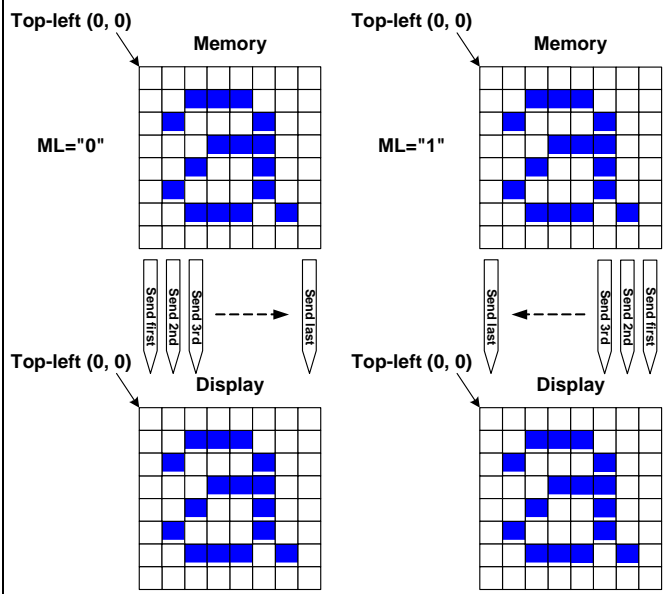 Top-left (0, 0)
Memory
ML="0"
Send first
Send 2nd
Send 3rd
Send last
Top-left (0, 0)
Display
Top-left (0, 0)
Memory
ML="1"
Send last
Send 3rd
Send 2nd
Send first
Top-left (0, 0)
Display